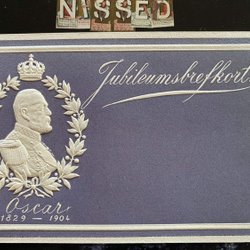 NiSSED
Jubileumsbrefkort
Oscar
1829 - 1904